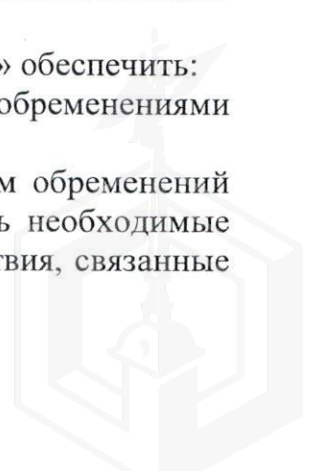 » обеспечить:
обременениями
м обременений
ь необходимые
твия, связанные